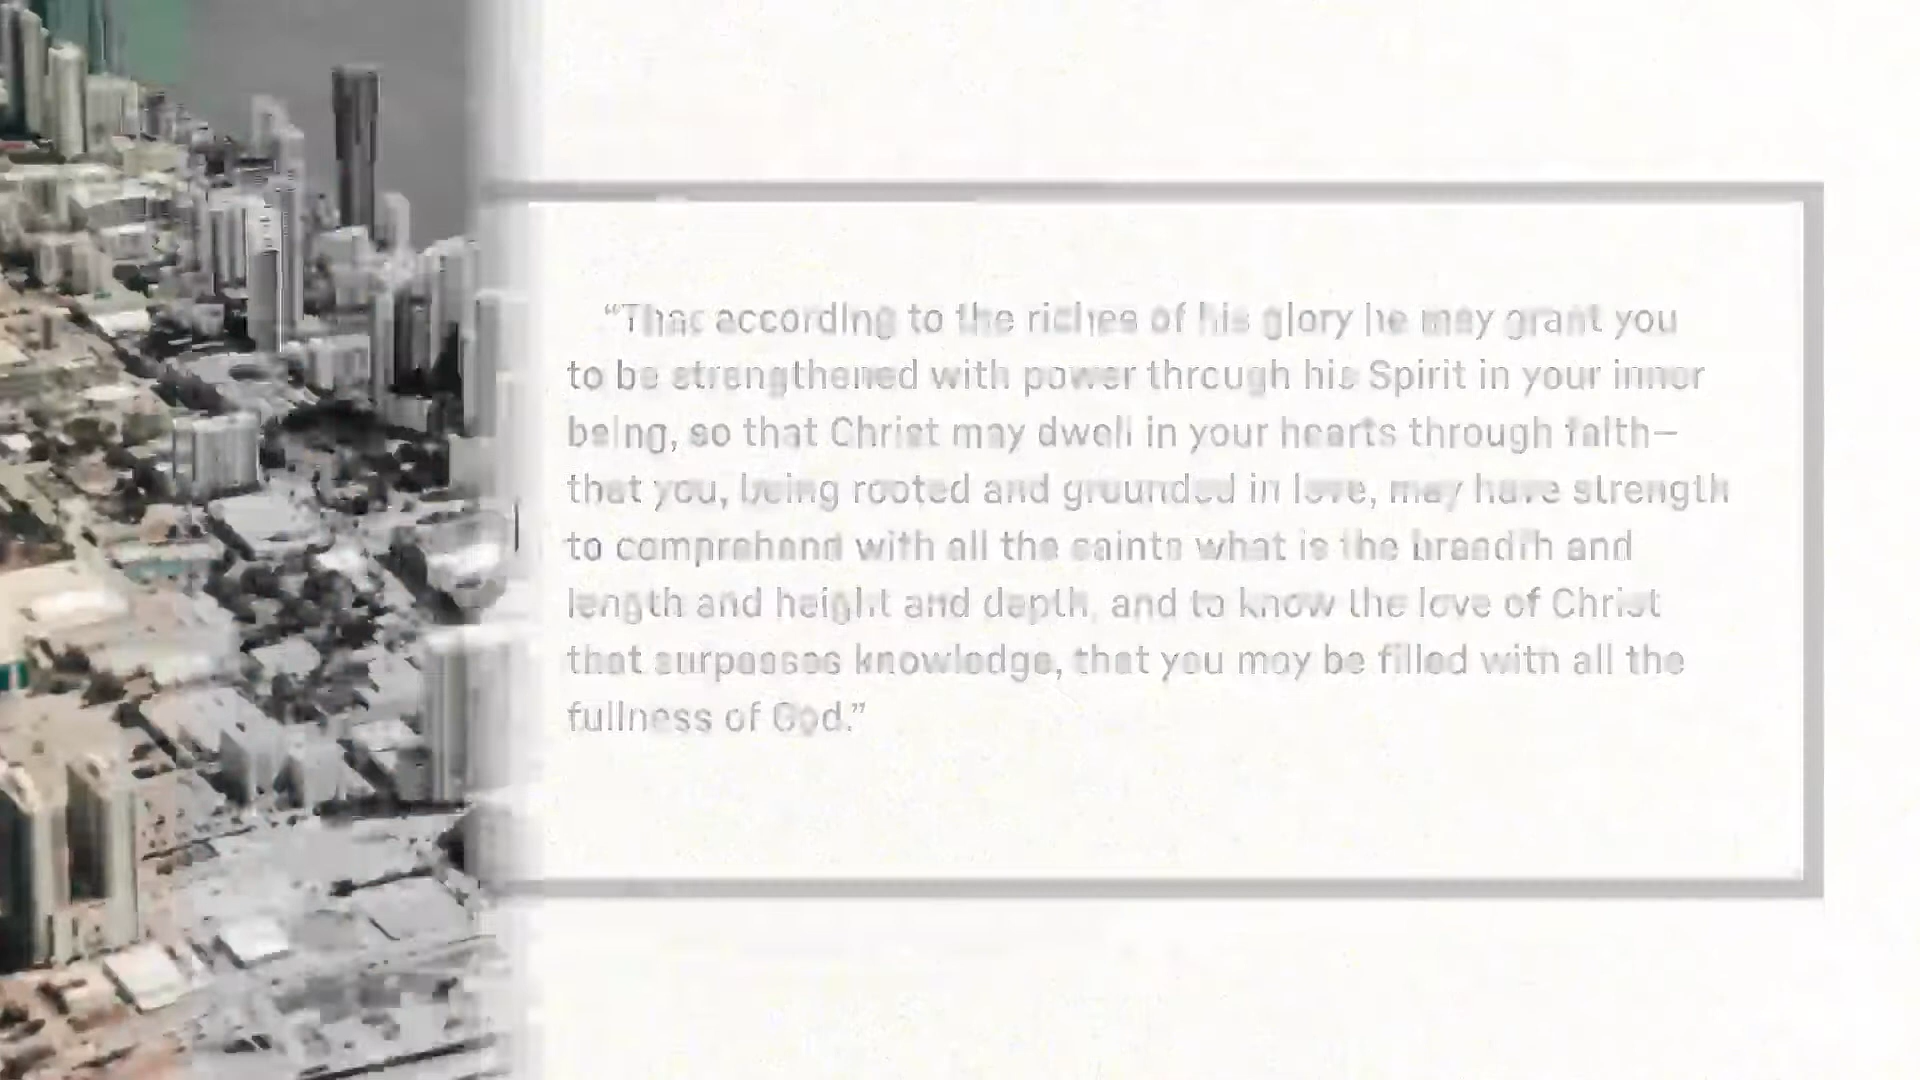 “That according to the riches of his glory he may grant you
to be strengthened with power through his Spirit in your inner
being, so that Christ may dwell in your hearts through faith—
that you, being rooted and grounded in love, may have strength
to comprehend with all the saints what is the breadth and
length and height and depth, and to know the love of Christ
that surpasses knowledge, that you may be filled with all the
fullness of God.”